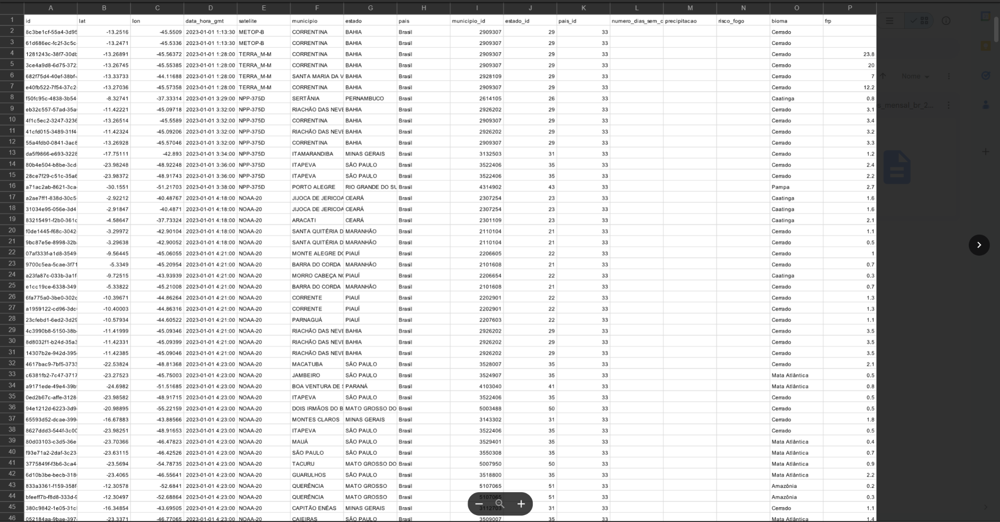 A B C D E F G H I J K L M N O P
1 id lat lon data_hora_gmt satelite municipio estado pais municipio_id estado_id pais_id numero_dias_sem_c precipitacao risco_fogo bioma frp
2 8c3be1cf-55a4-3d95 -13.2516 -45.5509 2023-01-01 1:13:30 METOP-B CORRENTINA BAHIA Brasil 2909307 29 33 Cerrado
3 61d686ec-fc2f-3c5c -13.2471 -45.5336 2023-01-01 1:13:30 METOP-B CORRENTINA BAHIA Brasil 2909307 29 33 Cerrado
4 1281243c-38f7-30db -13.26891 -45.56372 2023-01-01 1:28:00 TERRA_M-M CORRENTINA BAHIA Brasil 2909307 29 33 Cerrado 23.8
5 3ce4a9d8-6d75-372 -13.26745 -45.55385 2023-01-01 1:28:00 TERRA_M-M CORRENTINA BAHIA Brasil 2909307 29 33 Cerrado 20
6 682f75d4-40ef-38bf- -13.33733 -44.11688 2023-01-01 1:28:00 TERRA_M-M SANTA MARIA DA V BAHIA Brasil 2928109 29 33 Cerrado 7
7 e40fb522-7f54-37c2 -13.27036 -45.57358 2023-01-01 1:28:00 TERRA_M-M CORRENTINA BAHIA Brasil 2909307 29 33 Cerrado 12.2
8 f50fc95c-4838-3b54 -8.32741 -37.33314 2023-01-01 3:29:00 NPP-375D SERTÂNIA PERNAMBUCO Brasil 2614105 26 33 Caatinga 0.8
9 eb32c557-57ad-35a -11.42221 -45.09718 2023-01-01 3:32:00 NPP-375D RIACHÃO DAS NEVE BAHIA Brasil 2926202 29 33 Cerrado 3.1
10 4f1c5ec2-3247-3236 -13.26514 -45.5589 2023-01-01 3:32:00 NPP-375D CORRENTINA BAHIA Brasil 2909307 29 33 Cerrado 3.4
11 41cfd015-3489-31f4 -11.42324 -45.09206 2023-01-01 3:32:00 NPP-375D RIACHÃO DAS NEVE BAHIA Brasil 2926202 29 33 Cerrado 3.2
12 55a4fdb0-0841-3ac8 -13.26928 -45.57046 2023-01-01 3:32:00 NPP-375D CORRENTINA BAHIA Brasil 2909307 29 33 Cerrado 3.3
13 da5f9866-e693-3228 -17.75111 -42.893 2023-01-01 3:34:00 NPP-375D ITAMARANDIBA MINAS GERAIS Brasil 3132503 31 33 Cerrado 1.2
14 80b4e504-b8be-3cd -23.98248 -48.92248 2023-01-01 3:36:00 NPP-375D ITAPEVA SÃO PAULO Brasil 3522406 35 33 Cerrado 2.4
15 28ce7f29-c51c-35a6 -23.98372 -48.91743 2023-01-01 3:36:00 NPP-375D ITAPEVA SÃO PAULO Brasil 3522406 35 33 Cerrado 2.2
16 a71ac2ab-8621-3ca -30.1551 -51.21703 2023-01-01 3:38:00 NPP-375D PORTO ALEGRE RIO GRANDE DO SU Brasil 4314902 43 33 Pampa 2.7
17 a2ae7ff1-838d-30c5 -2.92212 -40.48767 2023-01-01 4:18:00 NOAA-20 JIJOCA DE JERICOA CEARÁ Brasil 2307254 23 33 Caatinga 1.6
18 31034e95-056e-3d4 -2.91847 -40.4871 2023-01-01 4:18:00 NOAA-20 JIJOCA DE JERICOA CEARÁ Brasil 2307254 23 33 Caatinga 1.6
19 83215491-f2b0-361c -4.58647 -37.73324 2023-01-01 4:18:00 NOAA-20 ARACATI CEARÁ Brasil 2301109 23 33 Caatinga 2.1
20 f0de1445-f68c-3042 -3.29972 -42.90104 2023-01-01 4:18:00 NOAA-20 SANTA QUITÉRIA D MARANHÃO Brasil 2110104 21 33 Cerrado 1.1
21 9bc87e5e-8998-32b -3.29638 -42.90052 2023-01-01 4:18:00 NOAA-20 SANTA QUITÉRIA D MARANHÃO Brasil 2110104 21 33 Cerrado 0.5
22 07af333f-a1d8-3549 -9.56445 -45.06055 2023-01-01 4:21:00 NOAA-20 MONTE ALEGRE DO PIAUÍ Brasil 2206605 22 33 Cerrado 1
23 9700c5ea-5cae-3f71 -5.3349 -45.20954 2023-01-01 4:21:00 NOAA-20 BARRA DO CORDA MARANHÃO Brasil 2101608 21 33 Cerrado 0.7
24 a23fa87c-033b-3a1f -9.72515 -43.93939 2023-01-01 4:21:00 NOAA-20 MORRO CABEÇA NO PIAUÍ Brasil 2206654 22 33 Caatinga 0.3
25 e1cc19ce-6338-349 -5.33822 -45.21008 2023-01-01 4:21:00 NOAA-20 BARRA DO CORDA MARANHÃO Brasil 2101608 21 33 Cerrado 0.7
26 6fa775a0-3be0-302c -10.39671 -44.86264 2023-01-01 4:21:00 NOAA-20 CORRENTE PIAUÍ Brasil 2202901 22 33 Cerrado 1.3
27 a1959122-cd96-3dc -10.40003 -44.86316 2023-01-01 4:21:00 NOAA-20 CORRENTE PIAUÍ Brasil 2202901 22 33 Cerrado 1.3
28 23cfebd1-6ed2-3d29 -10.57934 -44.60522 2023-01-01 4:21:00 NOAA-20 PARNAGUÁ PIAUÍ Brasil 2207603 22 33 Cerrado 1.1
29 4c3990b8-5150-38b -11.41999 -45.09346 2023-01-01 4:21:00 NOAA-20 RIACHÃO DAS NEVE BAHIA Brasil 2926202 29 33 Cerrado 3.5
30 8d8032f1-b24d-35a3 -11.42331 -45.09399 2023-01-01 4:21:00 NOAA-20 RIACHÃO DAS NEVE BAHIA Brasil 2926202 29 33 Cerrado 3.5
31 14307b2e-942d-395 -11.42385 -45.09046 2023-01-01 4:21:00 NOAA-20 RIACHÃO DAS NEVE BAHIA Brasil 2926202 29 33 Cerrado 3.5
32 4617bac9-7bf5-3733 -22.53824 -48.81368 2023-01-01 4:23:00 NOAA-20 MACATUBA SÃO PAULO Brasil 3528007 35 33 Cerrado 2.1
33 c6381fb2-7c47-3717 -23.27523 -45.75003 2023-01-01 4:23:00 NOAA-20 JAMBEIRO SÃO PAULO Brasil 3524907 35 33 Mata Atlântica 0.5
34 a9171ede-49e4-39b -24.6982 -51.51685 2023-01-01 4:23:00 NOAA-20 BOA VENTURA DE S PARANÁ Brasil 4103040 41 33 Mata Atlântica 0.8
35 0ed2b67c-affe-3128 -23.98582 -48.91715 2023-01-01 4:23:00 NOAA-20 ITAPEVA SÃO PAULO Brasil 3522406 35 33 Cerrado 0.5
36 94e1212d-6223-3d9 -20.98895 -55.22159 2023-01-01 4:23:00 NOAA-20 DOIS IRMÃOS DO B MATO GROSSO DO Brasil 5003488 50 33 Cerrado 0.5
37 65593d52-dcae-399 -16.67883 -43.88566 2023-01-01 4:23:00 NOAA-20 MONTES CLAROS MINAS GERAIS Brasil 3143302 31 33 Cerrado 1.8
38 8627ddd3-544f-3c00 -23.98251 -48.91653 2023-01-01 4:23:00 NOAA-20 ITAPEVA SÃO PAULO Brasil 3522406 35 33 Cerrado 0.5
39 80d03103-c3d5-36e -23.70366 -46.47823 2023-01-01 4:23:00 NOAA-20 MAUÁ SÃO PAULO Brasil 3529401 35 33 Mata Atlântica 0.4
40 f93e71a2-2daf-3c23 -23.63115 -46.42526 2023-01-01 4:23:00 NOAA-20 SÃO PAULO SÃO PAULO Brasil 3550308 35 33 Mata Atlântica 0.7
41 3775849f-f3b6-3ca4 -23.5694 -54.78735 2023-01-01 4:23:00 NOAA-20 TACURU MATO GROSSO DO Brasil 5007950 50 33 Mata Atlântica 0.9
42 6d10b3be-becb-318 -23.4065 -46.55641 2023-01-01 4:23:00 NOAA-20 GUARULHOS SÃO PAULO Brasil 3518800 35 33 Mata Atlântica 2.2
43 833a3361-f159-358f -12.30578 -52.6841 2023-01-01 4:23:00 NOAA-20 QUERÊNCIA MATO GROSSO Brasil 5107065 51 33 Amazônia 0.2
44 bfeeff7b-f8d8-333d-9 -12.30497 -52.68864 2023-01-01 4:23:00 NOAA-20 QUERÊNCIA MATO GROSSO Brasil 5107065 51 33 Amazônia 0.3
45 380c9842-1e05-31c -16.34854 -43.69505 2023-01-01 4:23:00 NOAA-20 CAPITÃO ENÉAS MINAS GERAIS Brasil 3112703 31 33 Cerrado 1.1
46 052184aa-9bae-397 -23.3371 -46.77065 2023-01-01 4:23:00 NOAA-20 CAIEIRAS SÃO PAULO Brasil 3509007 35 33 Mata Atlântica 1.4
Nome
s_mensal_br_2...